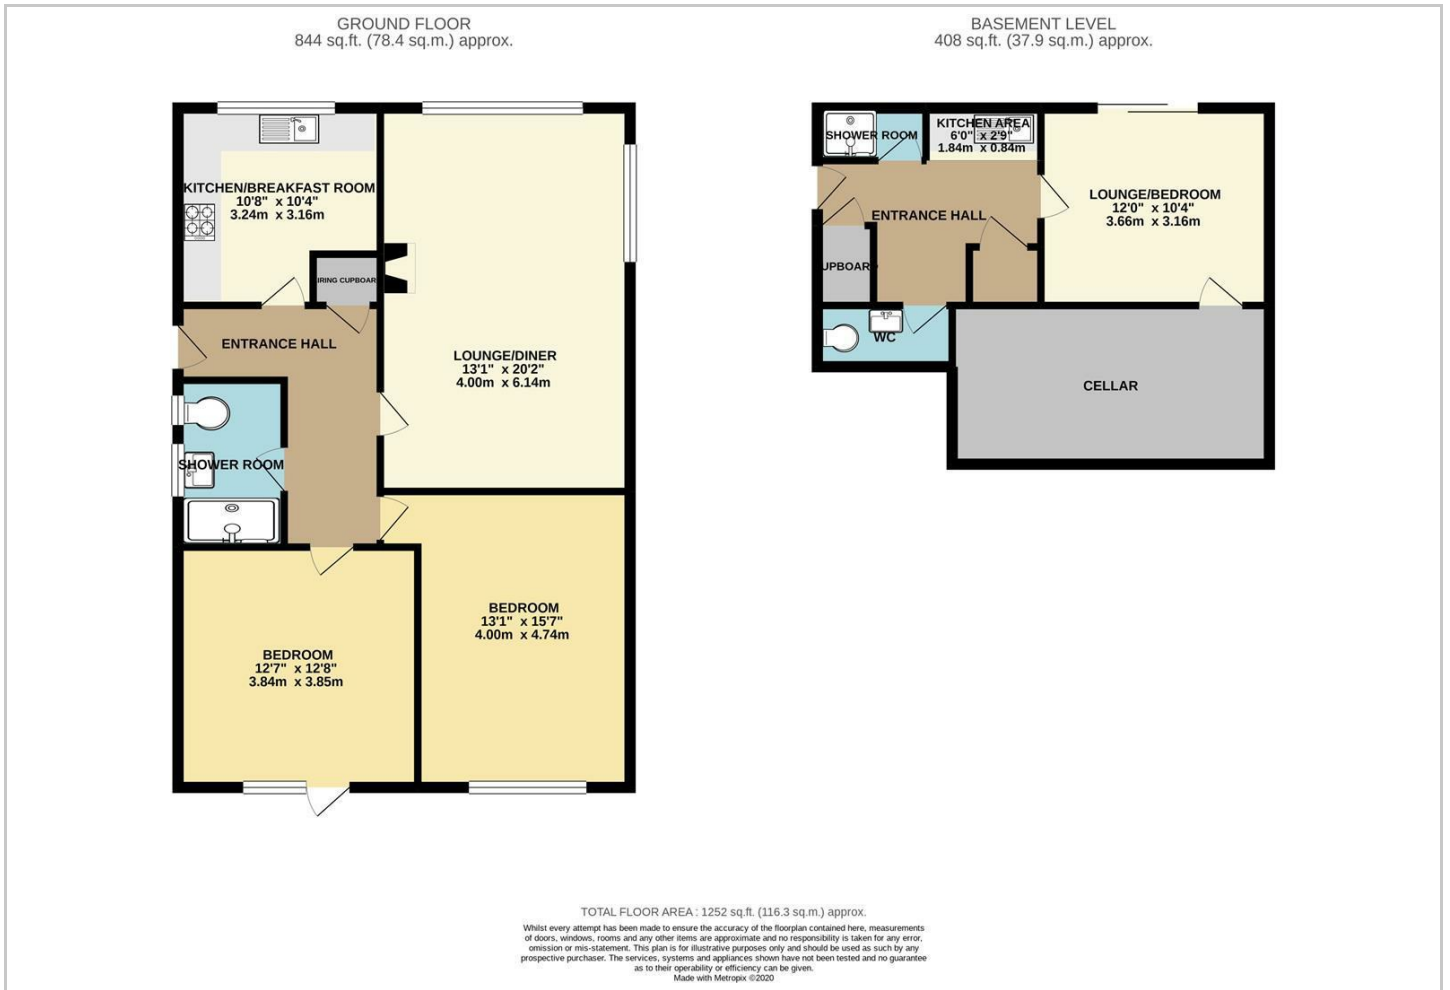 GROUND FLOOR
844 sq.ft. (78.4 sq.m.) approx.
KITCHEN/BREAKFAST ROOM
10'8" x 10'4"
3.24m x 3.16m
IRING CUPBOAR
ENTRANCE HALL
LOUNGE/DINER
13'1" x 20'2"
4.00m x 6.14m
SHOWER ROOM
BEDROOM
13'1" x 15'7"
4.00m x 4.74m
BEDROOM
12'7" x 12'8"
3.84m x 3.85m
BASEMENT LEVEL
408 sq.ft. (37.9 sq.m.) approx.
SHOWER ROOM
KITCHEN AREA
6'0" x 2'9"
1.84m x 0.84m
LOUNGE/BEDROOM
12'0" x 10'4"
3.66m x 3.16m
ENTRANCE HALL
UPBOAR
WC
CELLAR
TOTAL FLOOR AREA : 1252 sq.ft. (116.3 sq.m.) approx.
Whilst every attempt has been made to ensure the accuracy of the floorplan contained here, measurements
of doors, windows, rooms and any other items are approximate and no responsibility is taken for any error,
omission or mis-statement. This plan is for illustrative purposes only and should be used as such by any
prospective purchaser. The services, systems and appliances shown have not been tested and no guarantee
as to their operability or efficiency can be given.
Made with Metropix ©2020